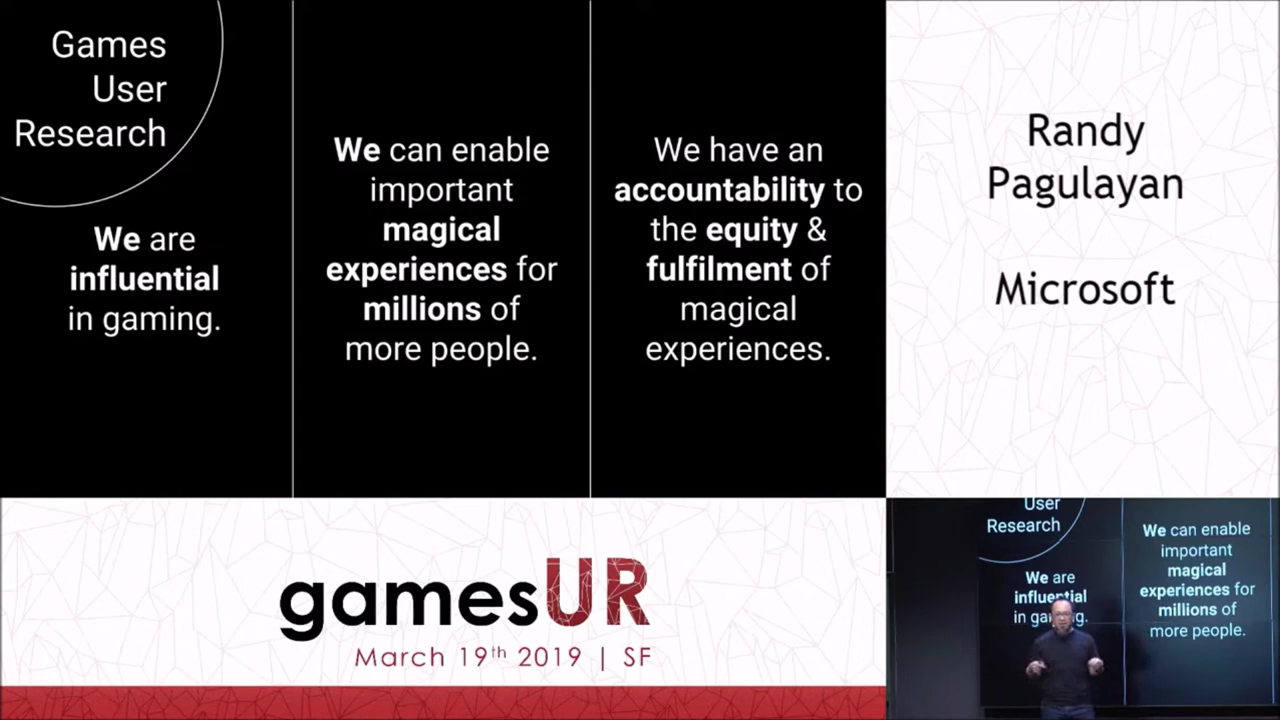 Games
User
Research
We are
influential
in gaming.
We can enable
important
magical
experiences for
millions of
more people.
We have an
accountability to
the equity &
fulfilment of
magical
experiences.
Randy
Pagulayan
Microsoft
gamesUR
March 19th 2019 | SF
User
Research
We are
influential
in gaming.
We can enable
important
magical
experiences for
millions of
more people.